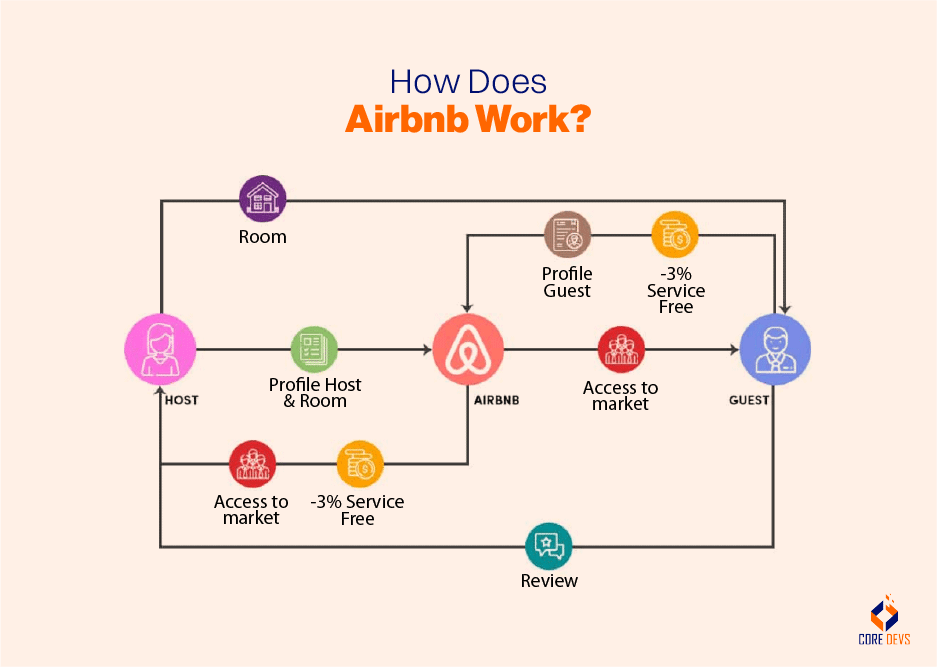 How Does
Airbnb Work?
Room
Profile
Guest
-3%
Service
Free
Profile Host
& Room
Access to
market
HOST
AIRBNB
GUEST
Access to
market
-3% Service
Free
Review
CORE DEVS